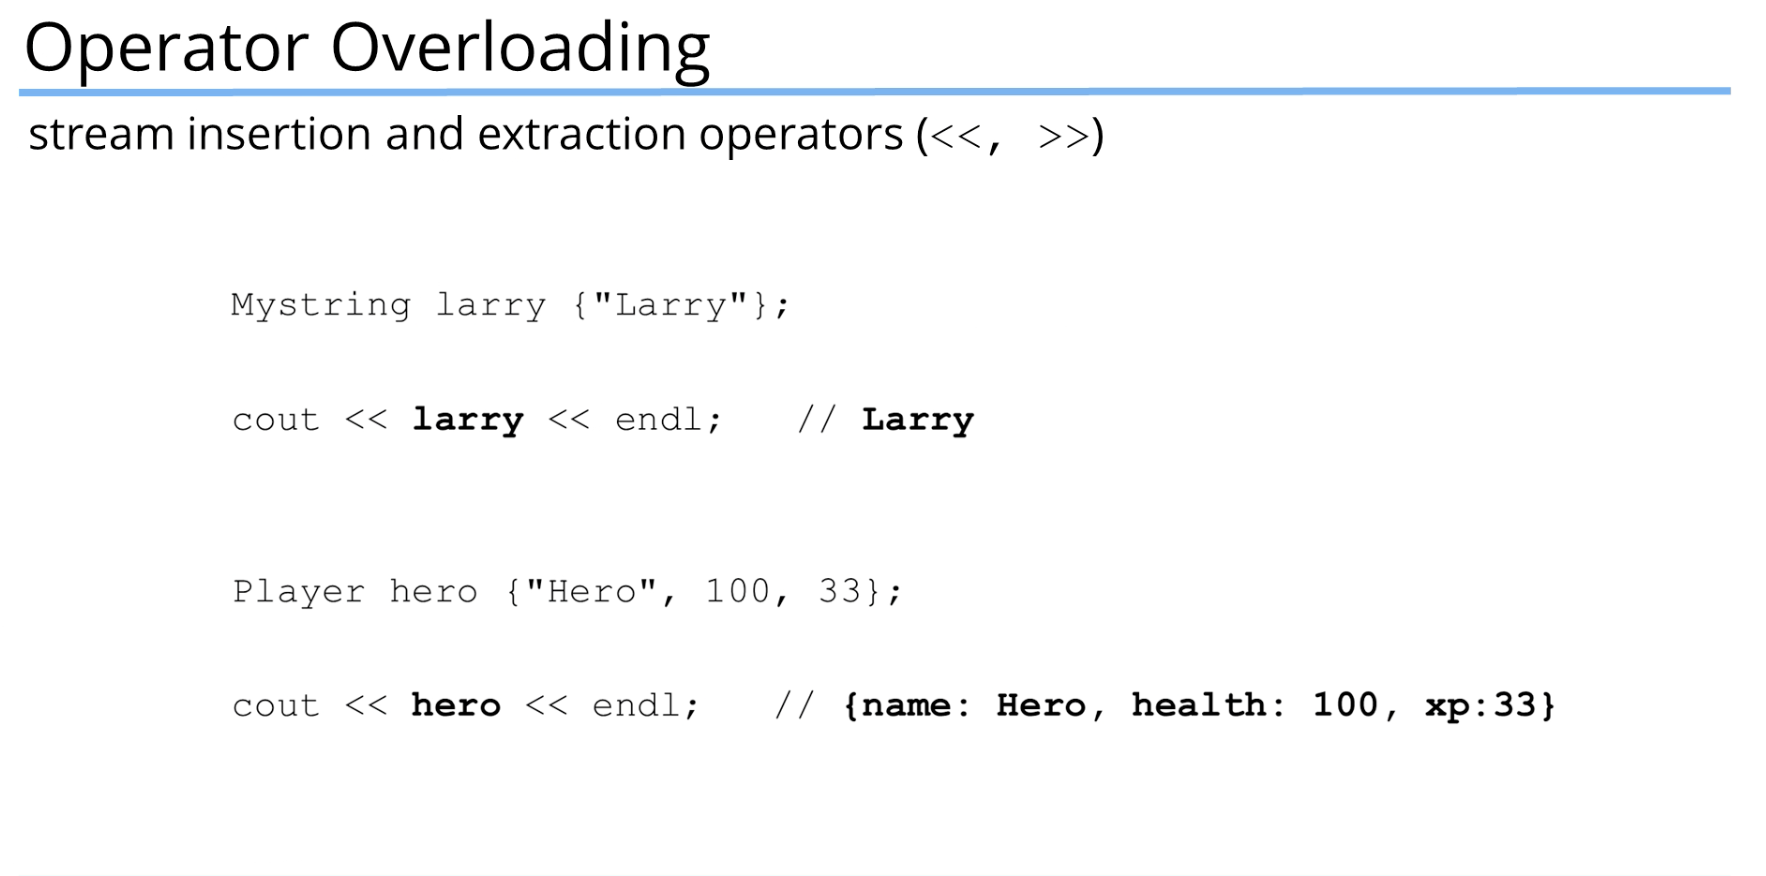 Operator Overloading
stream insertion and extraction operators (<<, >>)
Mystring larry {"Larry"};
cout << larry << endl; // Larry
Player hero {"Hero", 100, 33};
cout << hero << endl; // {name: Hero, health: 100, xp:33}